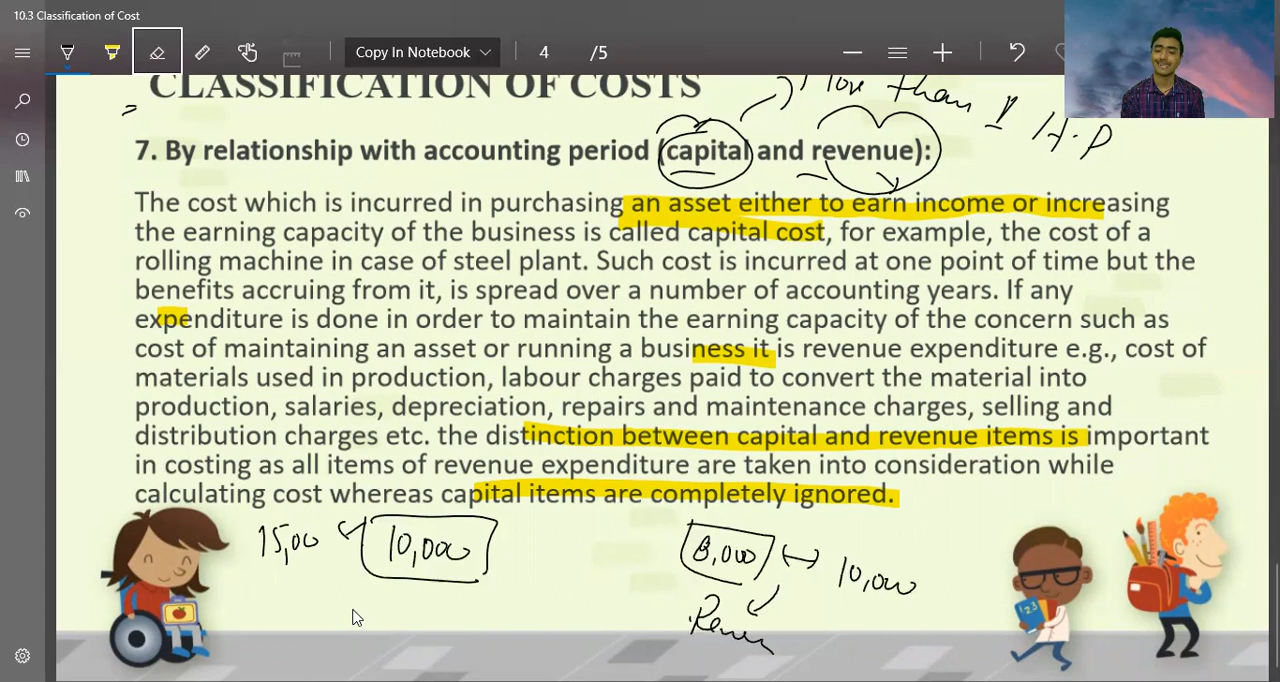 10.3 Classification of Cost
Copy In Notebook
4 /5
CLASSIFICATION OF COSTS
More than 1 A.P
7. By relationship with accounting period (capital and revenue):
The cost which is incurred in purchasing an asset either to earn income or increasing
the earning capacity of the business is called capital cost, for example, the cost of a
rolling machine in case of steel plant. Such cost is incurred at one point of time but the
benefits accruing from it, is spread over a number of accounting years. If any
expenditure is done in order to maintain the earning capacity of the concern such as
cost of maintaining an asset or running a business it is revenue expenditure e.g., cost of
materials used in production, labour charges paid to convert the material into
production, salaries, depreciation, repairs and maintenance charges, selling and
distribution charges etc. the distinction between capital and revenue items is important
in costing as all items of revenue expenditure are taken into consideration while
calculating cost whereas capital items are completely ignored.
15,00 10,000 8,000 10,000
123